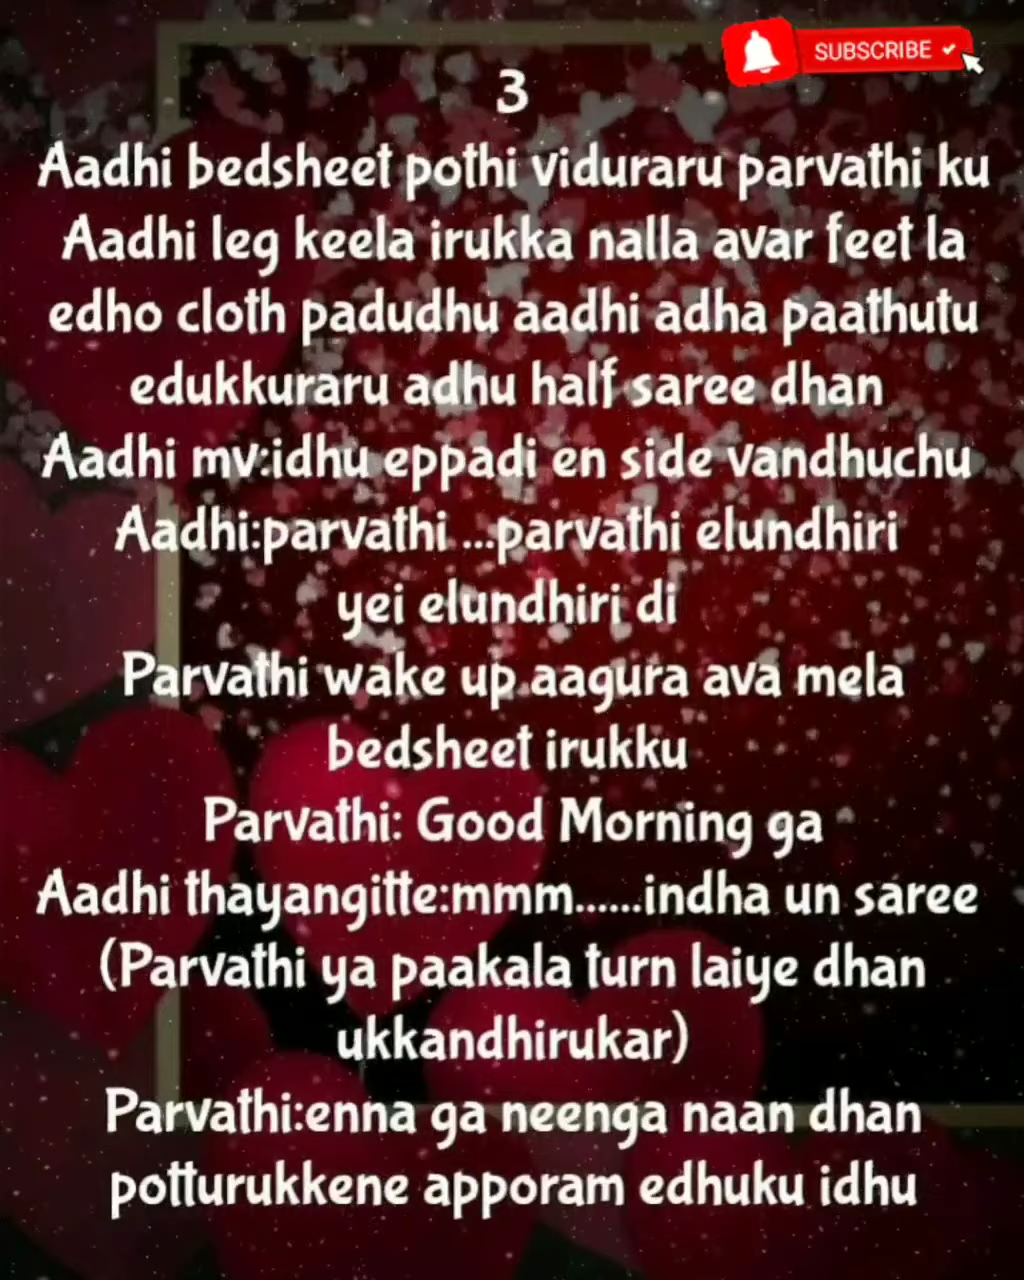 SUBSCRIBE
3
Aadhi bedsheet pothi viduraru parvathi ku
Aadhi leg keela irukka nalla avar feet la
edho cloth padudhu aadhi adha paathutu
edukkuraru adhu half saree dhan
Aadhi mv:idhu eppadi en side vandhuchu
Aadhi:parvathi ...parvathi elundhiri
yei elundhiri di
Parvathi wake up aagura ava mela
bedsheet irukku
Parvathi: Good Morning ga
Aadhi thayangitte:mmm......indha un saree
(Parvathi ya paakala turn laiye dhan
ukkandhirukar)
Parvathi:enna ga neenga naan dhan
potturukkene apporam edhuku idhu